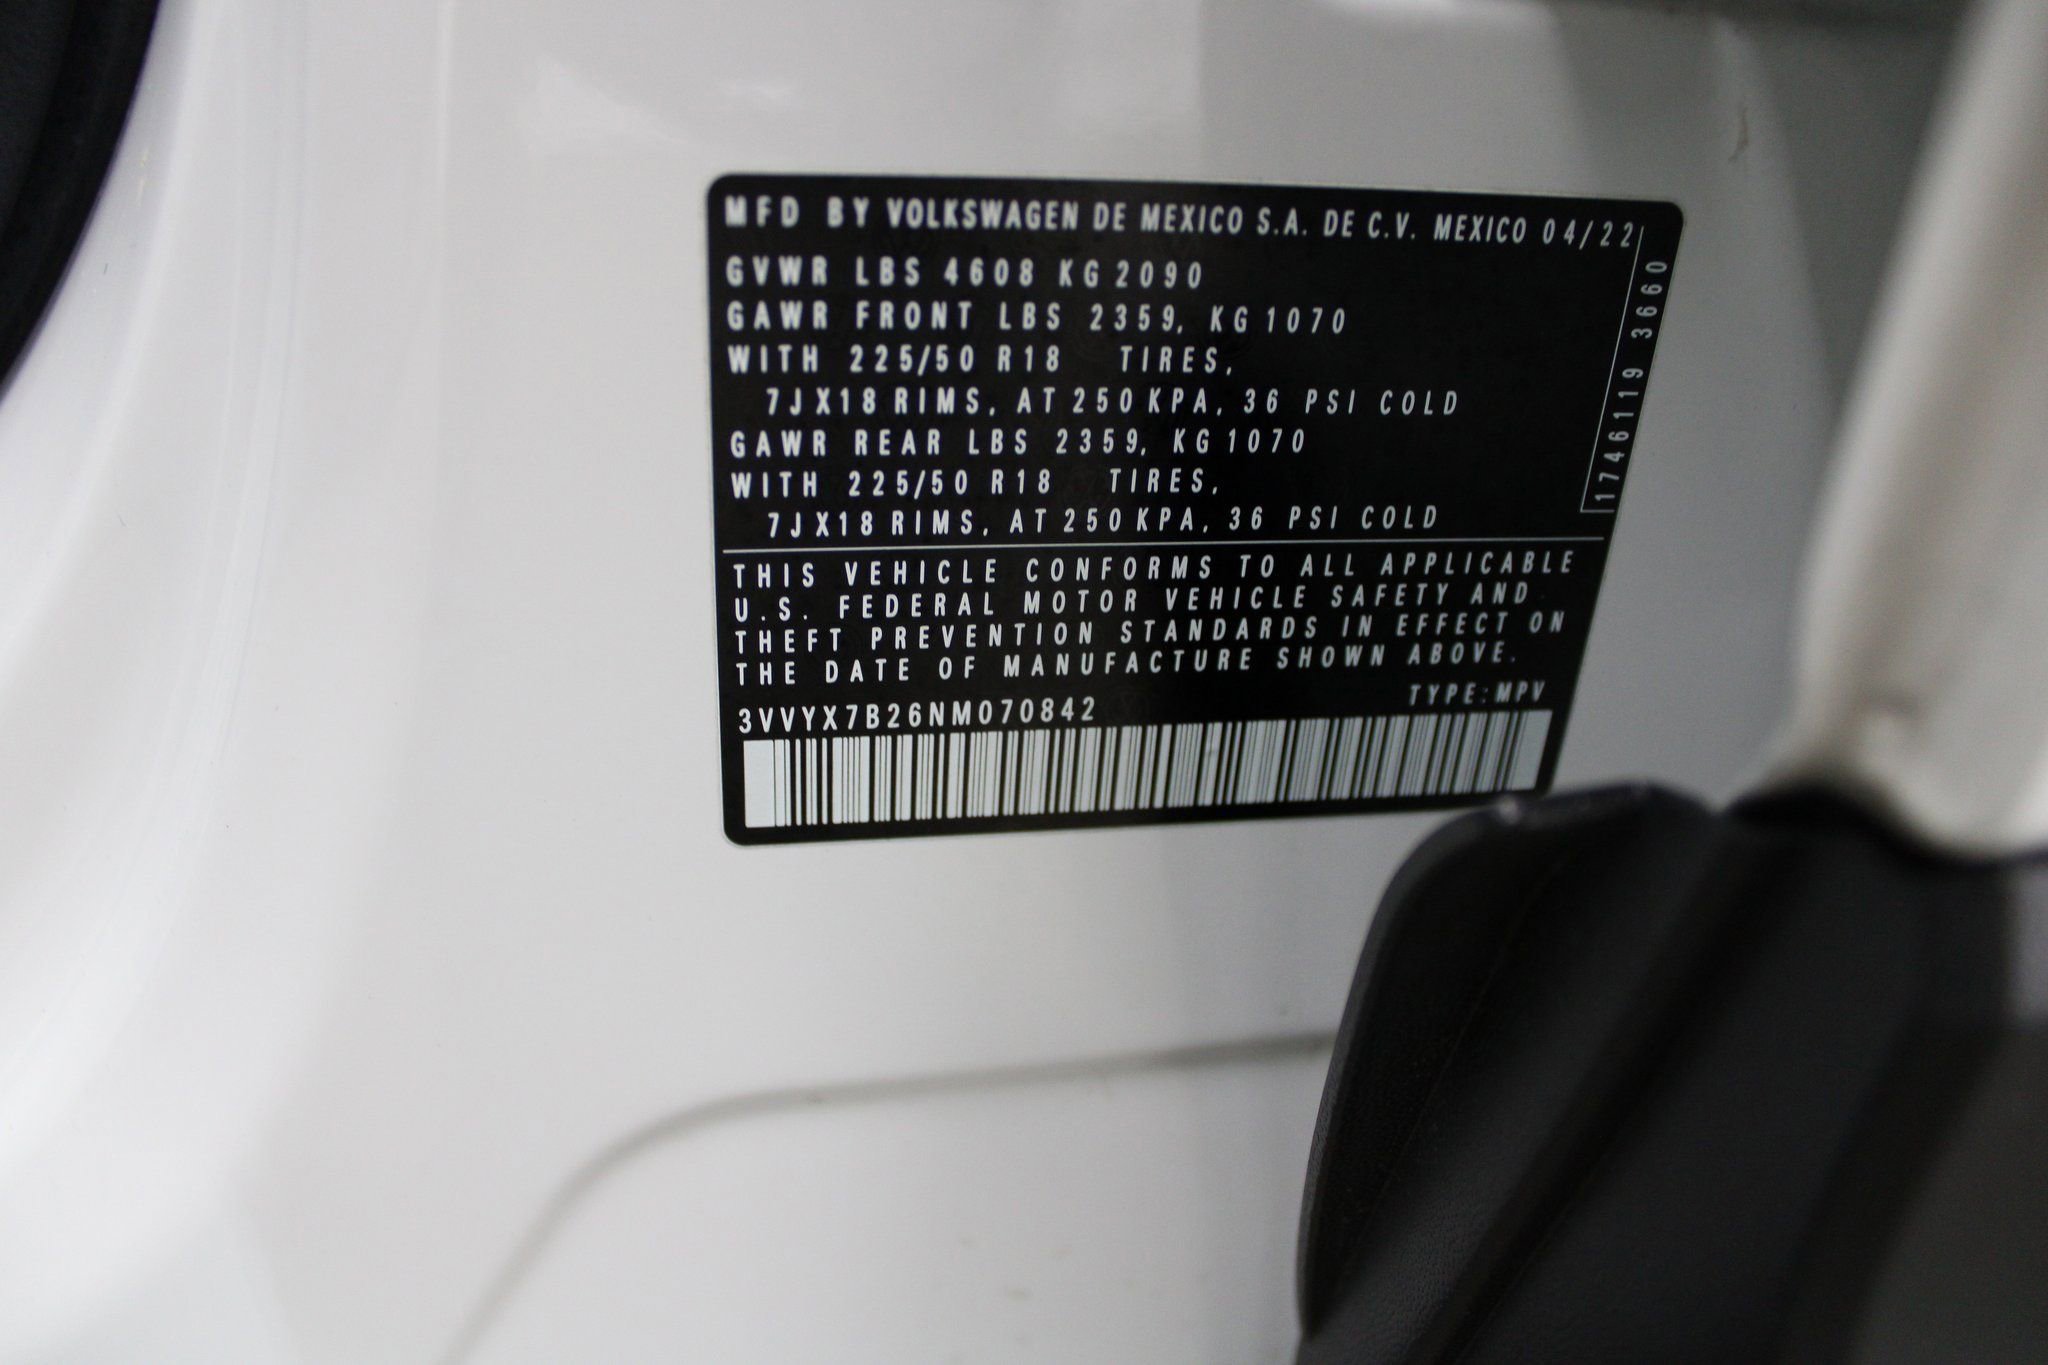 MFD BY VOLKSWAGEN DE MEXICO S.A. DE C.V. MEXICO 04/22
GVWR LBS 4608 KG 2090
GAWR FRONT LBS 2359, KG 1070
WITH 225/50 R18 TIRES,
7JX18 RIMS, AT 250 KPA, 36 PSI COLD
GAWR REAR LBS 2359, KG 1070
WITH 225/50 R18 TIRES,
7JX18 RIMS, AT 250 KPA, 36 PSI COLD
1746119 3660
THIS VEHICLE CONFORMS TO ALL APPLICABLE
U.S. FEDERAL MOTOR VEHICLE SAFETY AND
THEFT PREVENTION STANDARDS IN EFFECT ON
THE DATE OF MANUFACTURE SHOWN ABOVE.
TYPE: MPV
3VVYX7B26NM070842